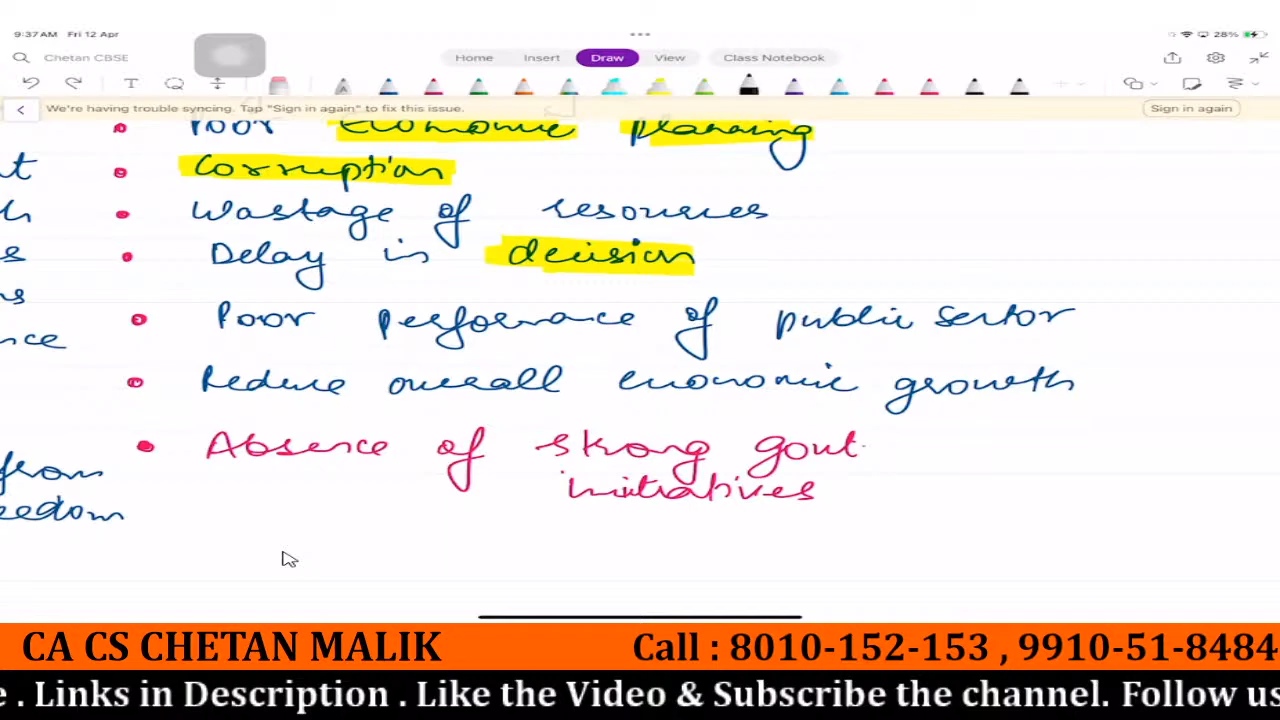 9:37AM Fri 12 Apr
28%
Chetan CBSE
Home Insert Draw View Class Notebook
We're having trouble syncing. Tap "Sign in again" to fix this issue.
Sign in again
Poor economic planning
Corruption
Wastage of resources
Delay in decision
Poor performance of public sector
Reduce overall economic growth
Absence of strong govt.
initiatives
from
CA CS CHETAN MALIK Call : 8010-152-153 , 9910-51-8484
e . Links in Description . Like the Video & Subscribe the channel. Follow us